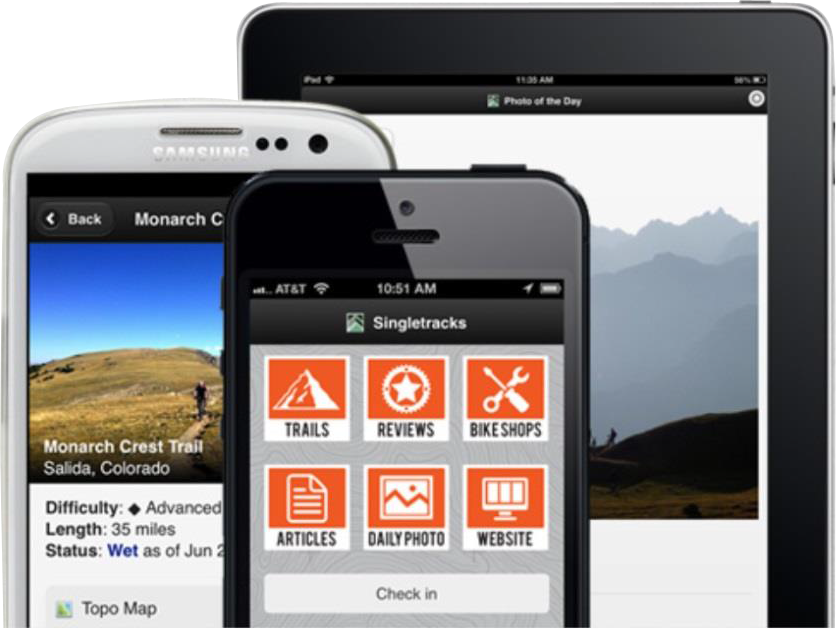 iPad
11:35 AM
98%
Photo of the Day
SAMSUNG
Back
Monarch C
Monarch Crest Trail
Salida, Colorado
Difficulty: ◆ Advanced
Length: 35 miles
Status: Wet as of Jun 2
Topo Map
AT&T
10:51 AM
Singletracks
TRAILS
REVIEWS
BIKE SHOPS
ARTICLES
DAILY PHOTO
WEBSITE
Check in